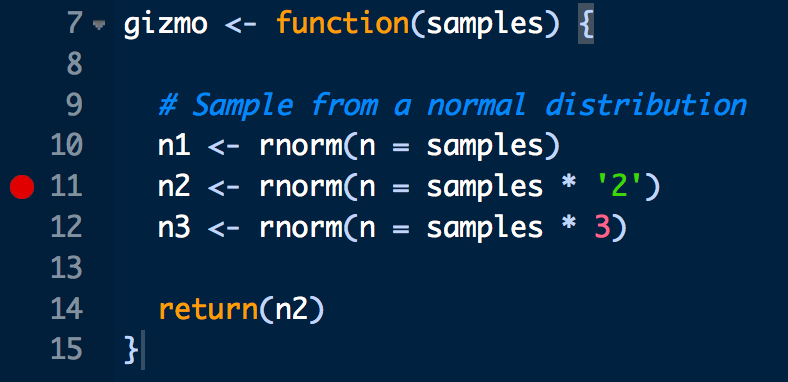 7 gizmo <- function(samples) {
8
9 # Sample from a normal distribution
10 n1 <- rnorm(n = samples)
11 n2 <- rnorm(n = samples * '2')
12 n3 <- rnorm(n = samples * 3)
13
14 return(n2)
15 }